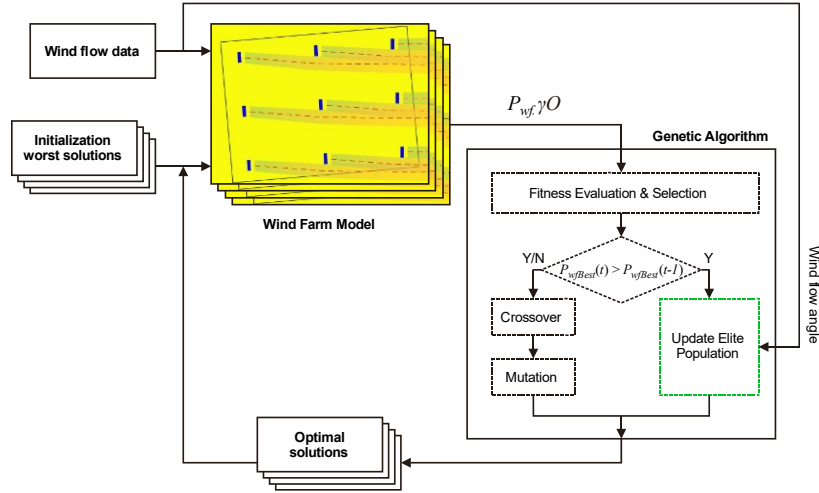 Wind flow data
Initialization
worst solutions
Wind Farm Model
P_wf, γO
Genetic Algorithm
Fitness Evaluation & Selection
Y/N
P_wfBest(t) > P_wfBest(t-1)
Y
Crossover
Mutation
Update Elite
Population
Wind flow angle
Optimal
solutions